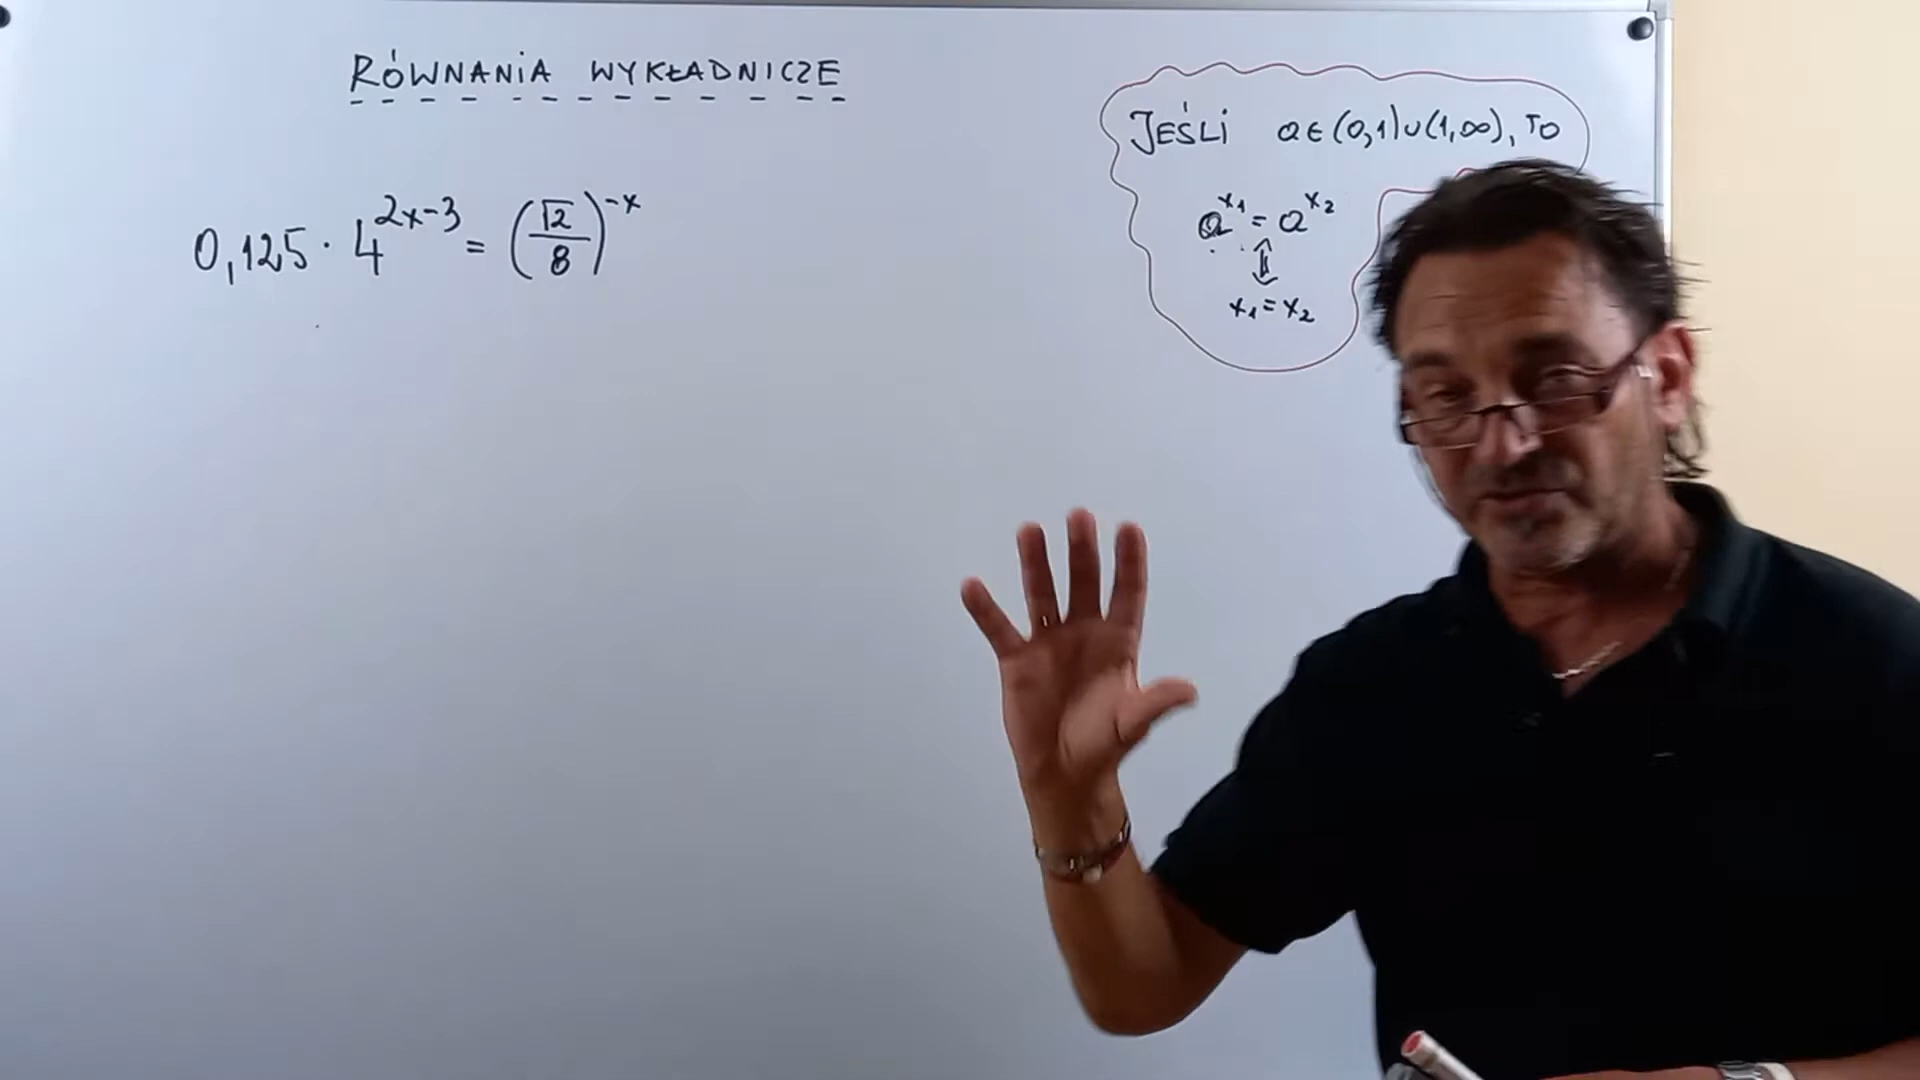 RÓWNANIA WYKŁADNICZE
0,125 · 4^(2x-3) = (√2/8)^(-x)
JEŚLI a∈(0,1)∪(1,∞), TO
a^x₁ = a^x₂
⇕
x₁ = x₂